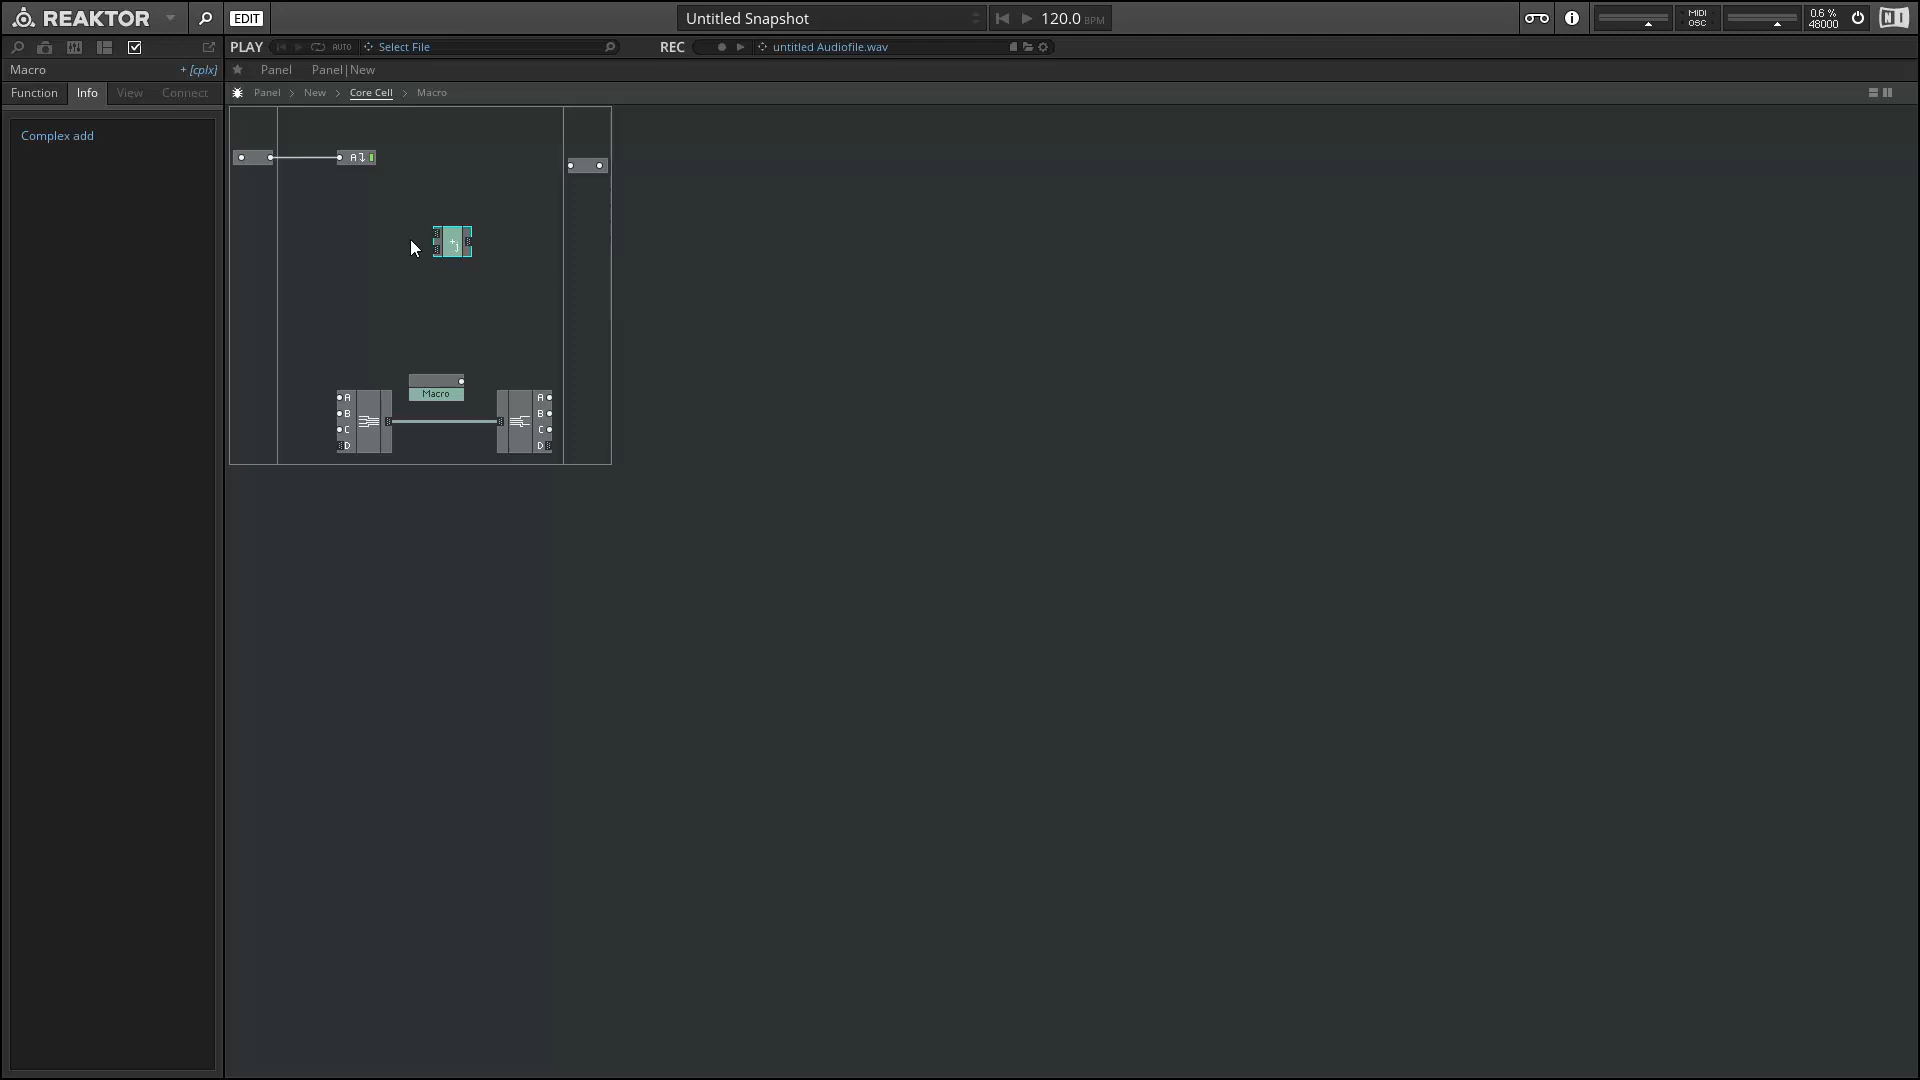 REAKTOR
EDIT
Untitled Snapshot
120.0 BPM
MIDI
OSC
0.6 %
48000
NI
PLAY
AUTO
Select File
REC
untitled Audiofile.wav
Macro
+ [cplx]
Panel
Panel|New
Function
Info
View
Connect
Panel > New > Core Cell > Macro
Complex add
A
+j
Macro
A
B
C
D
A
B
C
D